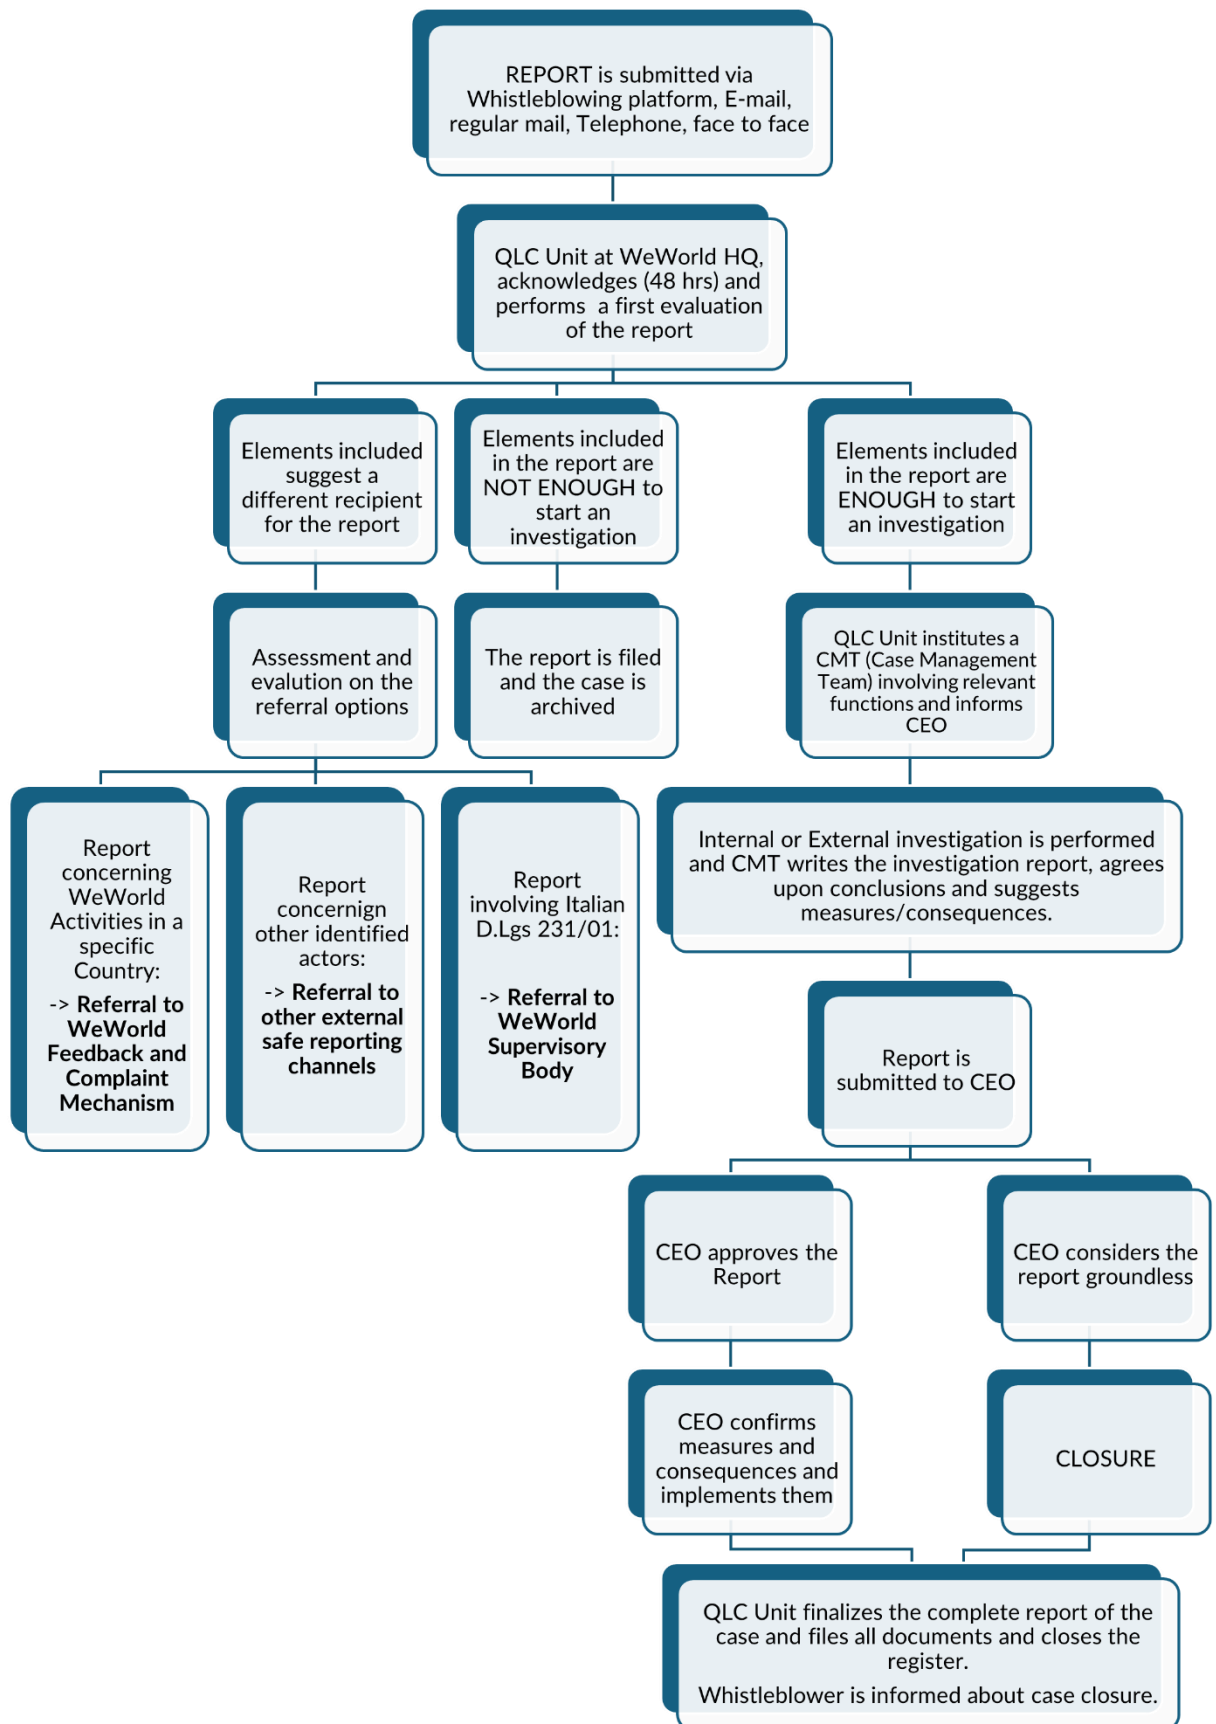 REPORT is submitted via
Whistleblowing platform, E-mail,
regular mail, Telephone, face to face
QLC Unit at WeWorld HQ,
acknowledges (48 hrs) and
performs a first evaluation
of the report
Elements included
suggest a
different recipient
for the report
Elements included
in the report are
NOT ENOUGH to
start an
investigation
Elements included
in the report are
ENOUGH to start
an investigation
Assessment and
evalution on the
referral options
The report is filed
and the case is
archived
QLC Unit institutes a
CMT (Case Management
Team) involving relevant
functions and informs
CEO
Report
concerning
WeWorld
Activities in a
specific
Country:
-> Referral to
WeWorld
Feedback and
Complaint
Mechanism
Report
concernign
other identified
actors:
-> Referral to
other external
safe reporting
channels
Report
involving Italian
D.Lgs 231/01:
-> Referral to
WeWorld
Supervisory
Body
Internal or External investigation is performed
and CMT writes the investigation report, agrees
upon conclusions and suggests
measures/consequences.
Report is
submitted to CEO
CEO approves the
Report
CEO considers the
report groundless
CEO confirms
measures and
consequences and
implements them
CLOSURE
QLC Unit finalizes the complete report of the
case and files all documents and closes the
register.
Whistleblower is informed about case closure.